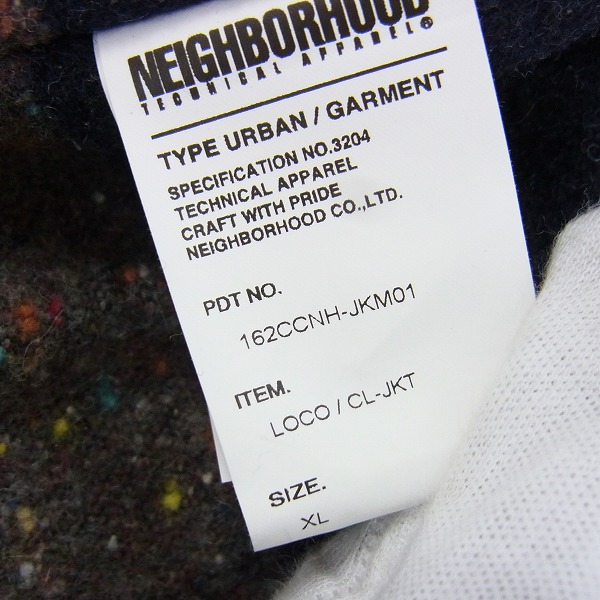 NEIGHBORHOOD
TECHNICAL APPAREL®
TYPE URBAN / GARMENT
SPECIFICATION NO.3204
TECHNICAL APPAREL
CRAFT WITH PRIDE
NEIGHBORHOOD CO.,LTD.
PDT NO.
162CCNH-JKM01
ITEM.
LOCO / CL-JKT
SIZE.
XL